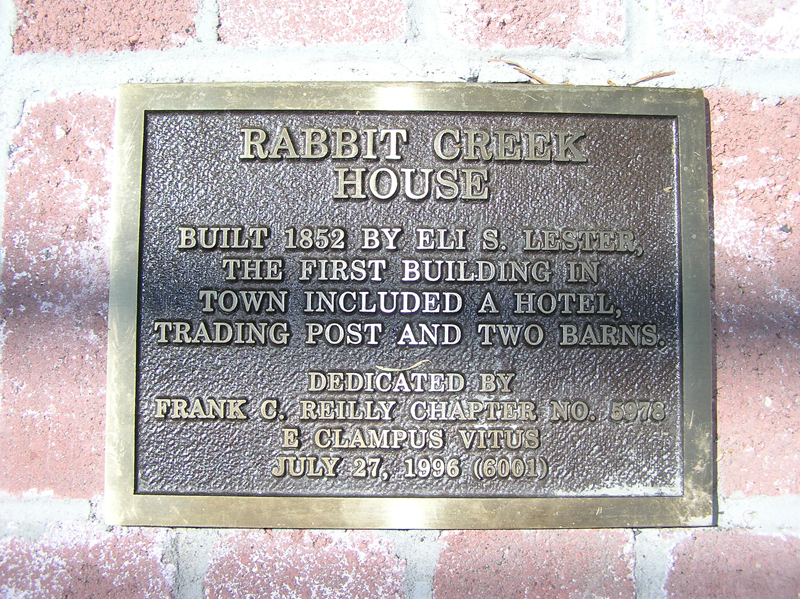 RABBIT CREEK
HOUSE
BUILT 1852 BY ELI S. LESTER,
THE FIRST BUILDING IN
TOWN INCLUDED A HOTEL,
TRADING POST AND TWO BARNS.
DEDICATED BY
FRANK C. REILLY CHAPTER NO. 5978
E CLAMPUS VITUS
JULY 27, 1996 (6001)